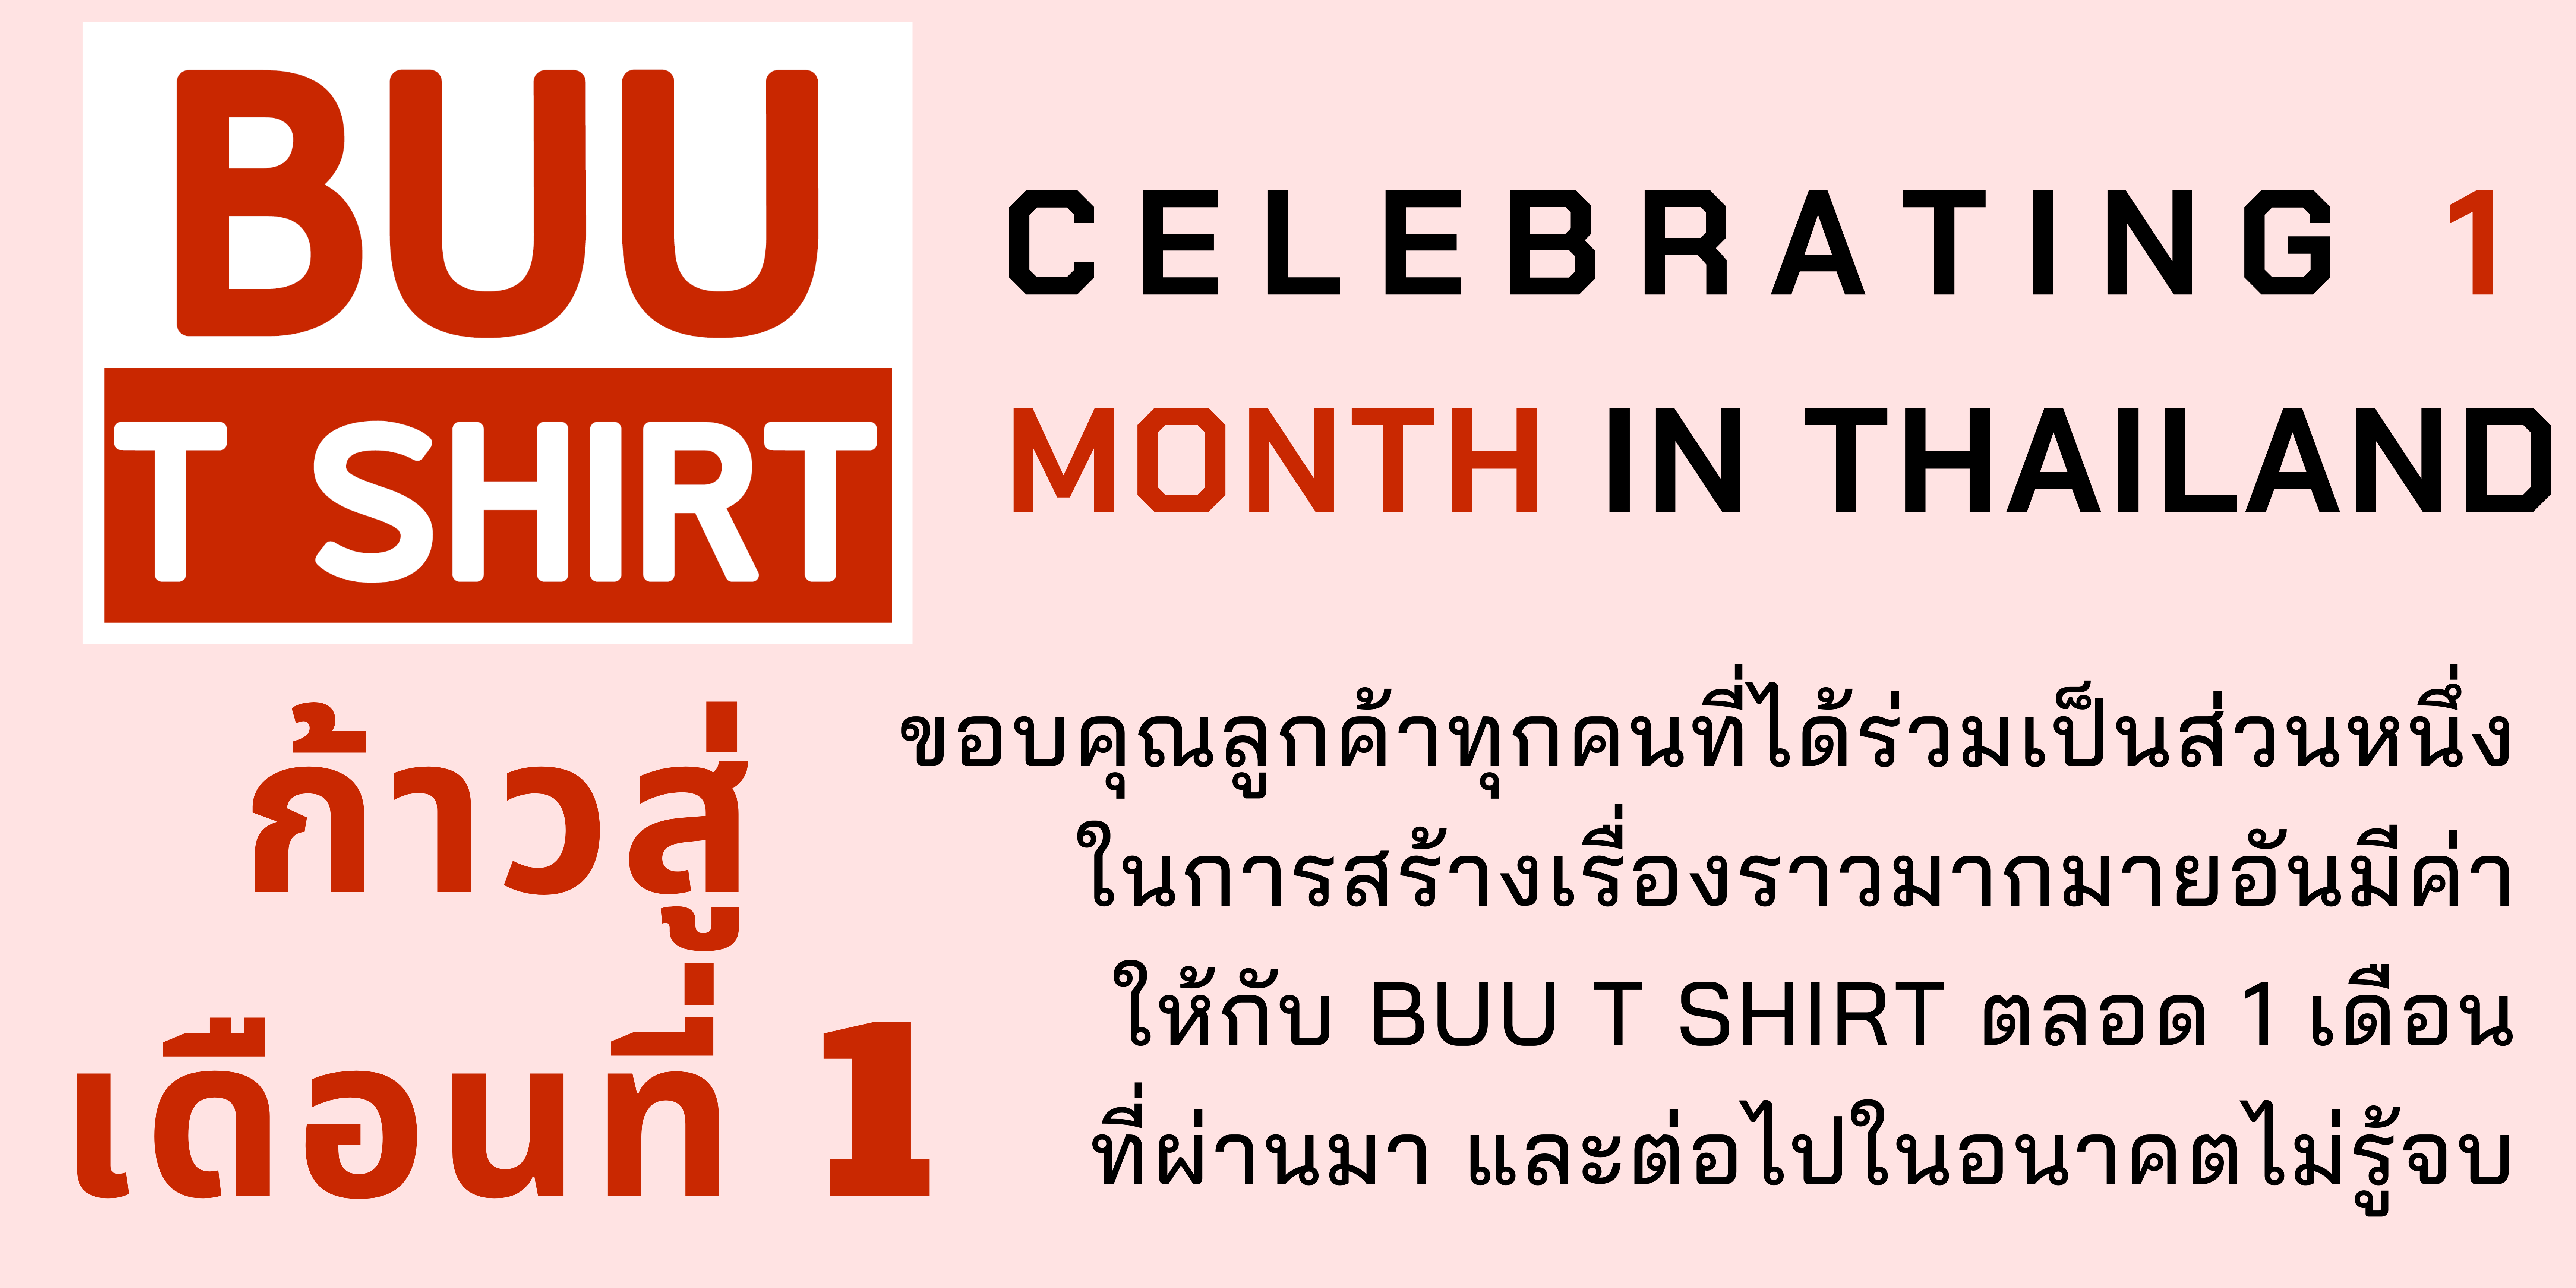 BUU
T SHIRT
CELEBRATING 1
MONTH IN THAILAND
ก้าวสู่
เดือนที่ 1
ขอบคุณลูกค้าทุกคนที่ได้ร่วมเป็นส่วนหนึ่ง
ในการสร้างเรื่องราวมากมายอันมีค่า
ให้กับ BUU T SHIRT ตลอด 1 เดือน
ที่ผ่านมา และต่อไปในอนาคตไม่รู้จบ